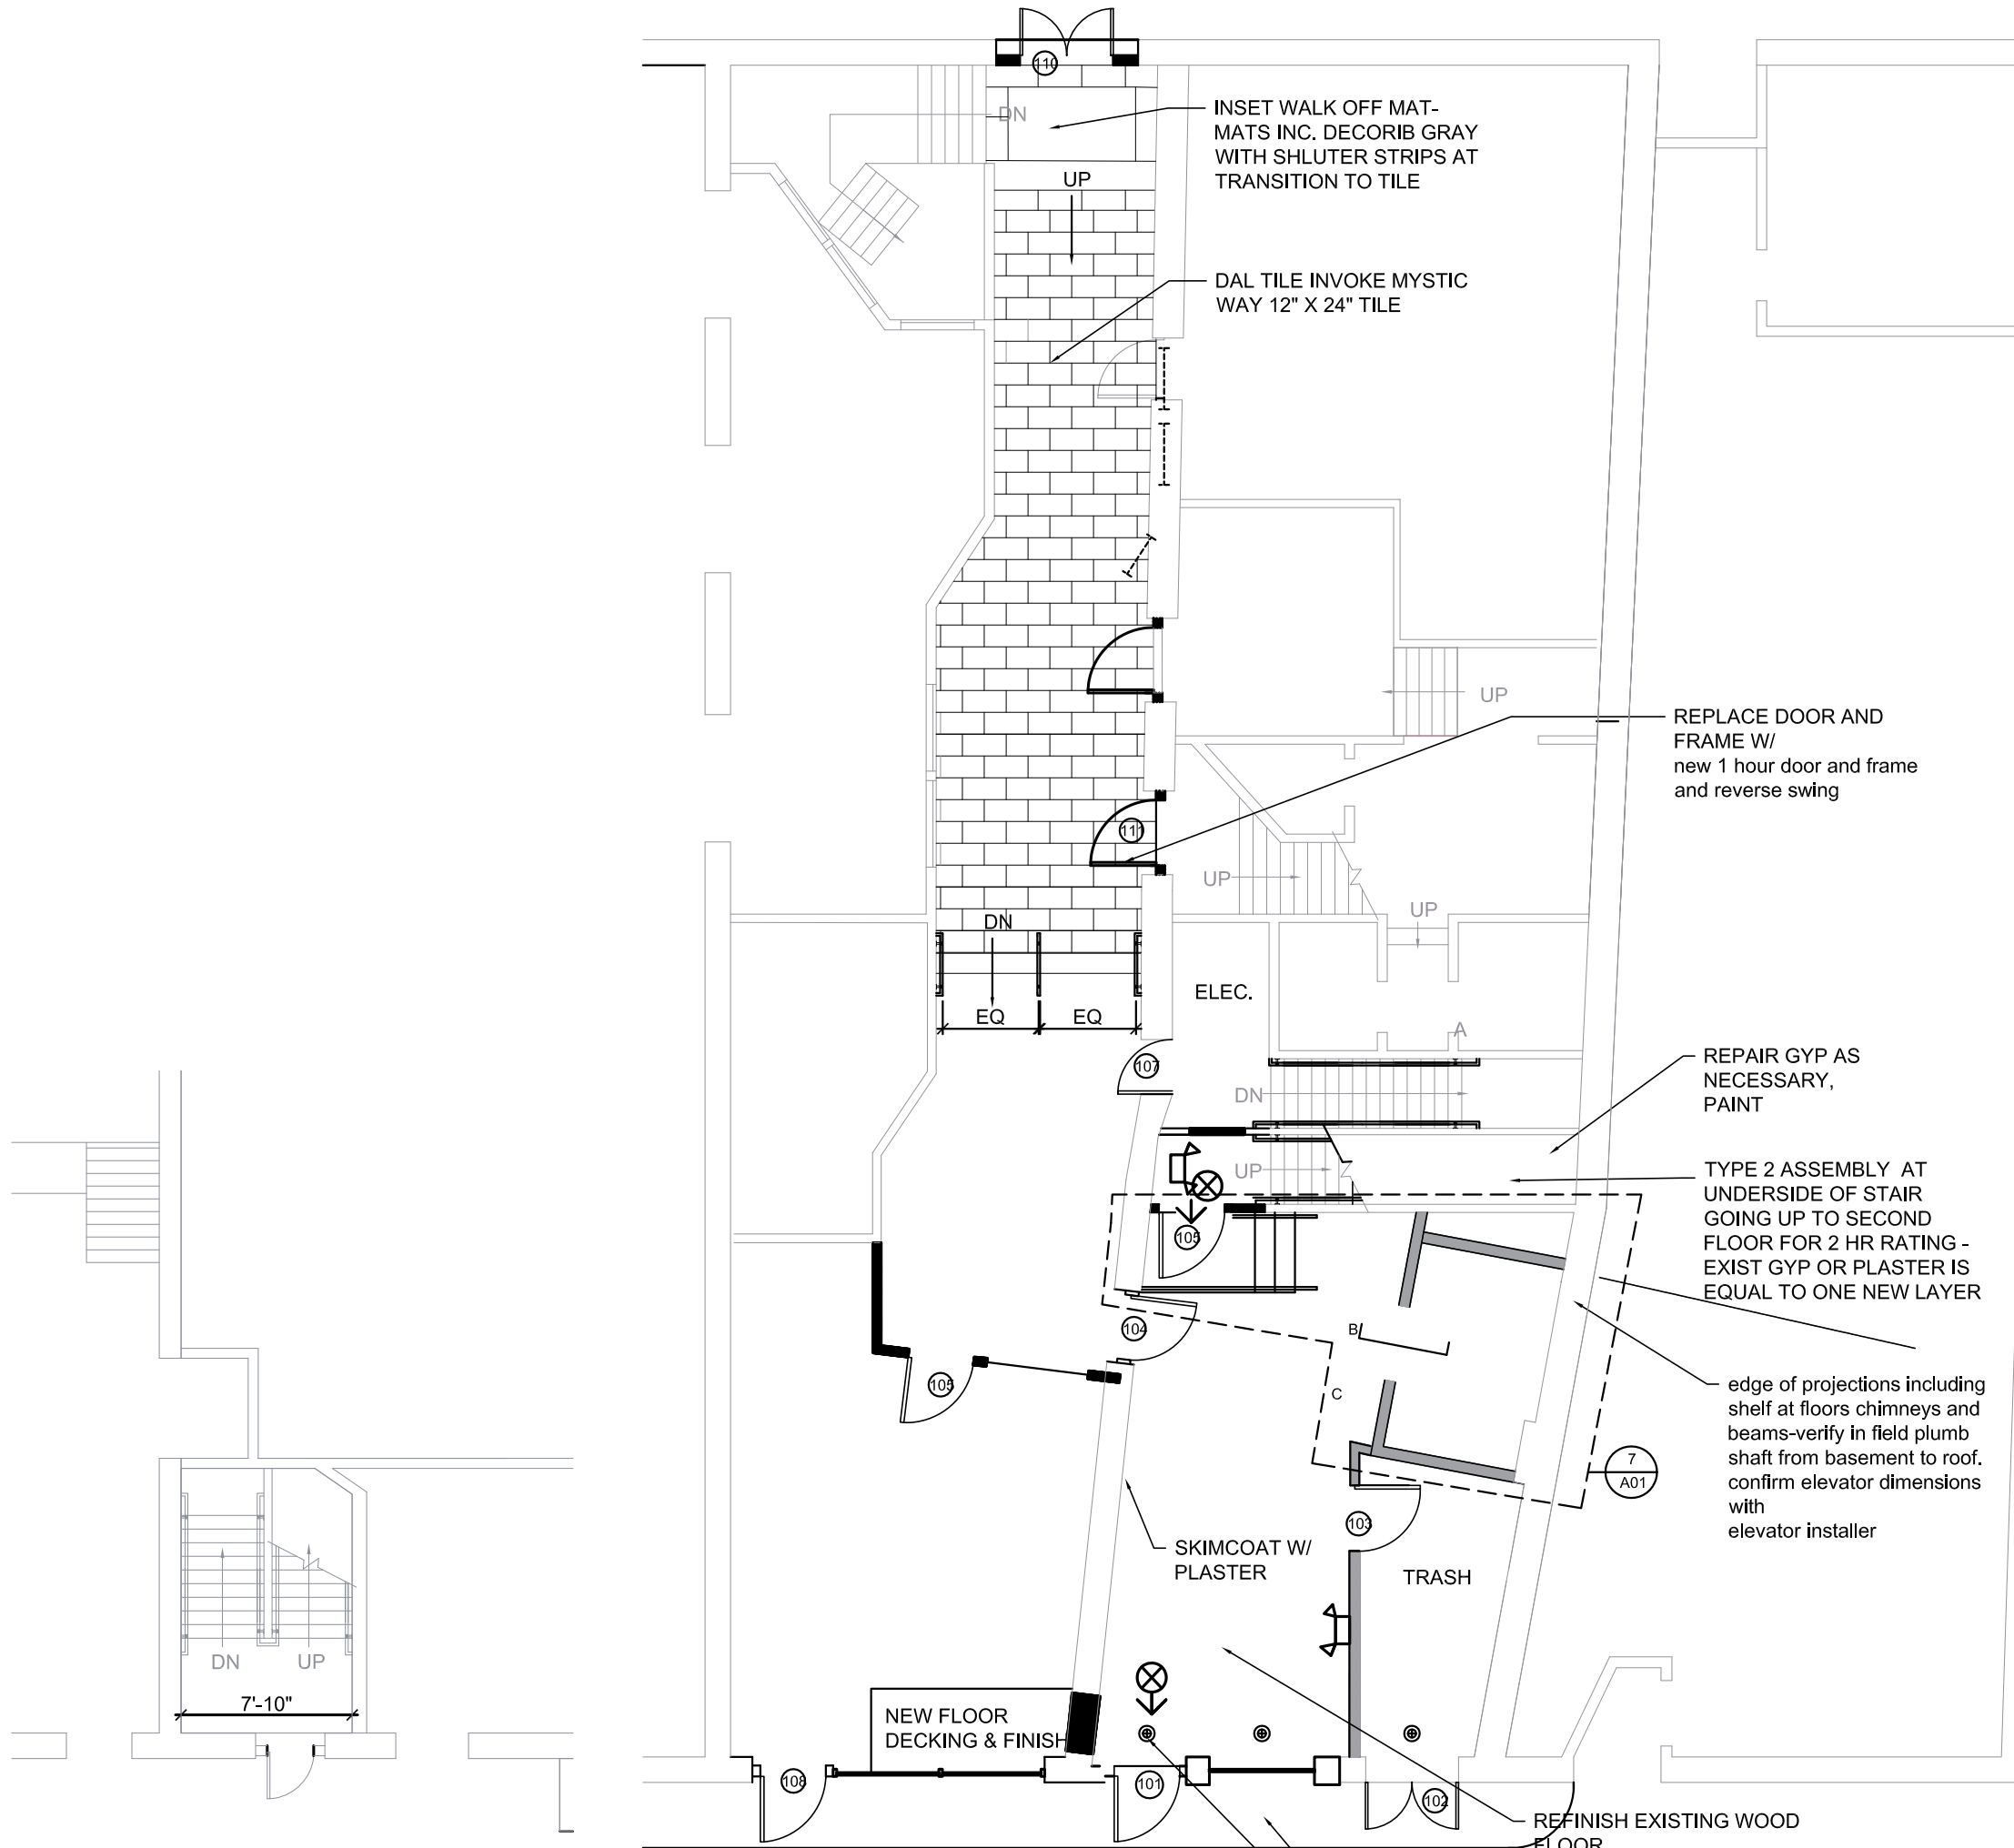 110
DN
INSET WALK OFF MAT-
MATS INC. DECORIB GRAY
WITH SHLUTER STRIPS AT
TRANSITION TO TILE
UP
DAL TILE INVOKE MYSTIC
WAY 12" X 24" TILE
UP
REPLACE DOOR AND
FRAME W/
new 1 hour door and frame
and reverse swing
111
UP
UP
DN
ELEC.
EQ
EQ
A
107
DN
REPAIR GYP AS
NECESSARY,
PAINT
UP
TYPE 2 ASSEMBLY AT
UNDERSIDE OF STAIR
GOING UP TO SECOND
FLOOR FOR 2 HR RATING -
EXIST GYP OR PLASTER IS
EQUAL TO ONE NEW LAYER
105
104
B
105
C
edge of projections including
shelf at floors chimneys and
beams-verify in field plumb
shaft from basement to roof.
confirm elevator dimensions
with
elevator installer
7
A01
103
SKIMCOAT W/
PLASTER
TRASH
DN
UP
7'-10"
NEW FLOOR
DECKING & FINISH
108
101
102
REFINISH EXISTING WOOD
FLOOR